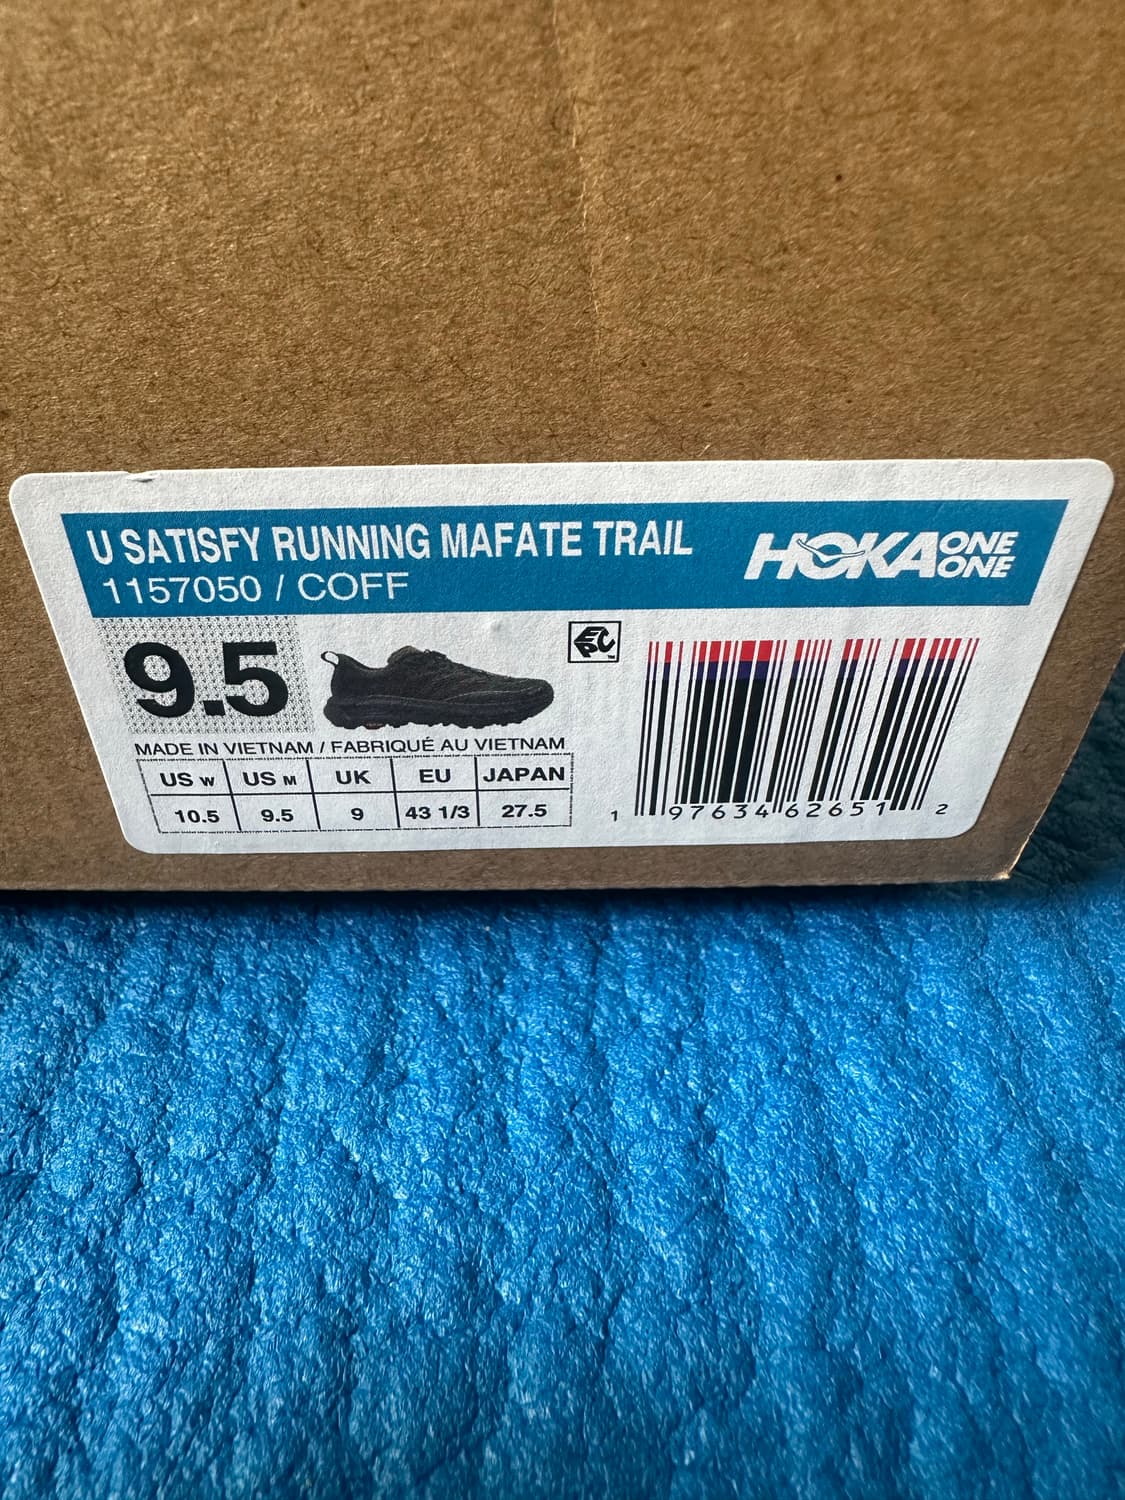 U SATISFY RUNNING MAFATE TRAIL
1157050 / COFF
HOKA ONE ONE
9.5
EPC
MADE IN VIETNAM / FABRIQUÉ AU VIETNAM
US W US M UK EU JAPAN
10.5 9.5 9 43 1/3 27.5
1 97634 62651 2